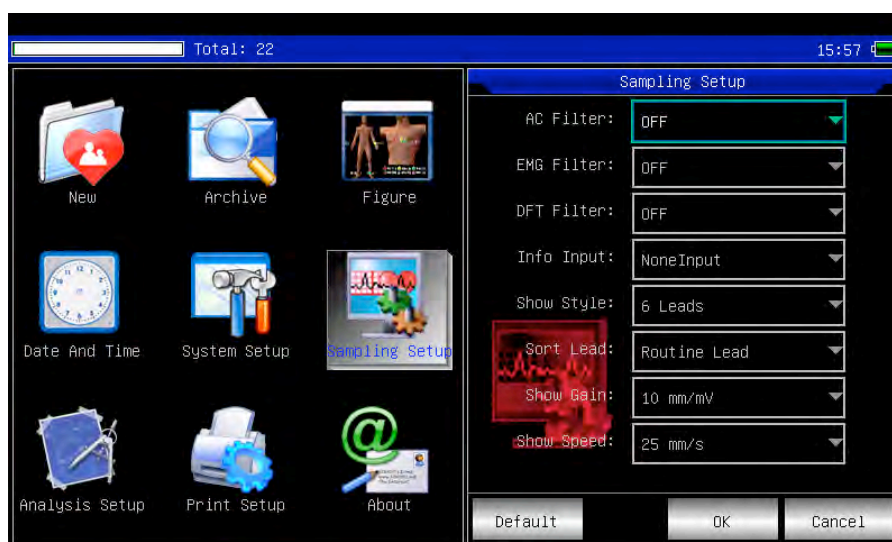 Total: 22
15:57
New
Archive
Figure
Date And Time
System Setup
Sampling Setup
Analysis Setup
Print Setup
About
Sampling Setup
AC Filter: OFF
EMG Filter: OFF
DFT Filter: OFF
Info Input: NoneInput
Show Style: 6 Leads
Sort Lead: Routine Lead
Show Gain: 10 mm/mV
Show Speed: 25 mm/s
Default
OK
Cancel